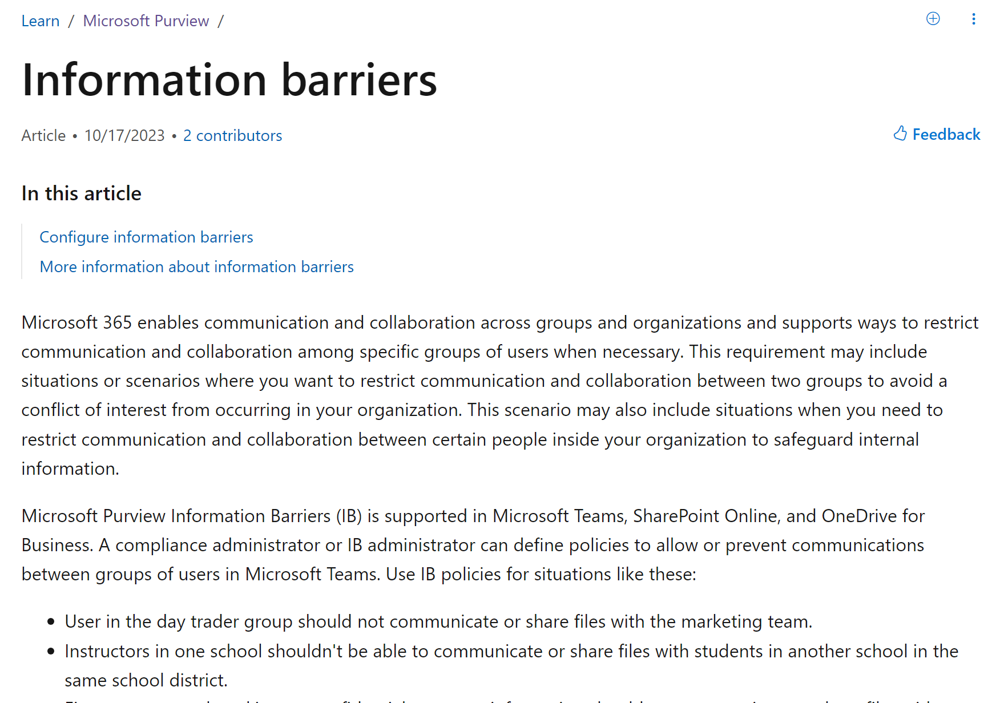 Learn / Microsoft Purview /
Information barriers
Article • 10/17/2023 • 2 contributors
Feedback
In this article
Configure information barriers
More information about information barriers
Microsoft 365 enables communication and collaboration across groups and organizations and supports ways to restrict
communication and collaboration among specific groups of users when necessary. This requirement may include
situations or scenarios where you want to restrict communication and collaboration between two groups to avoid a
conflict of interest from occurring in your organization. This scenario may also include situations when you need to
restrict communication and collaboration between certain people inside your organization to safeguard internal
information.
Microsoft Purview Information Barriers (IB) is supported in Microsoft Teams, SharePoint Online, and OneDrive for
Business. A compliance administrator or IB administrator can define policies to allow or prevent communications
between groups of users in Microsoft Teams. Use IB policies for situations like these:
• User in the day trader group should not communicate or share files with the marketing team.
• Instructors in one school shouldn't be able to communicate or share files with students in another school in the
same school district.